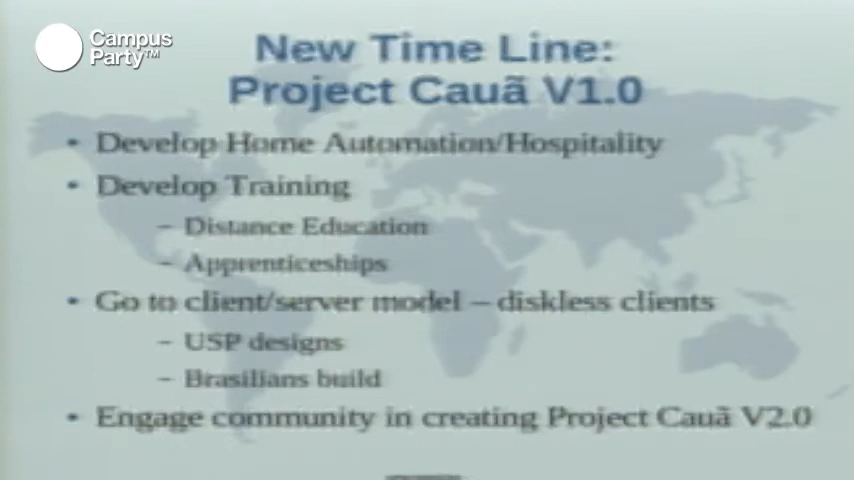 Campus
Party™
New Time Line:
Project Cauã V1.0
• Develop Home Automation/Hospitality
• Develop Training
– Distance Education
– Apprenticeships
• Go to client/server model – diskless clients
– USP designs
– Brasilians build
• Engage community in creating Project Cauã V2.0